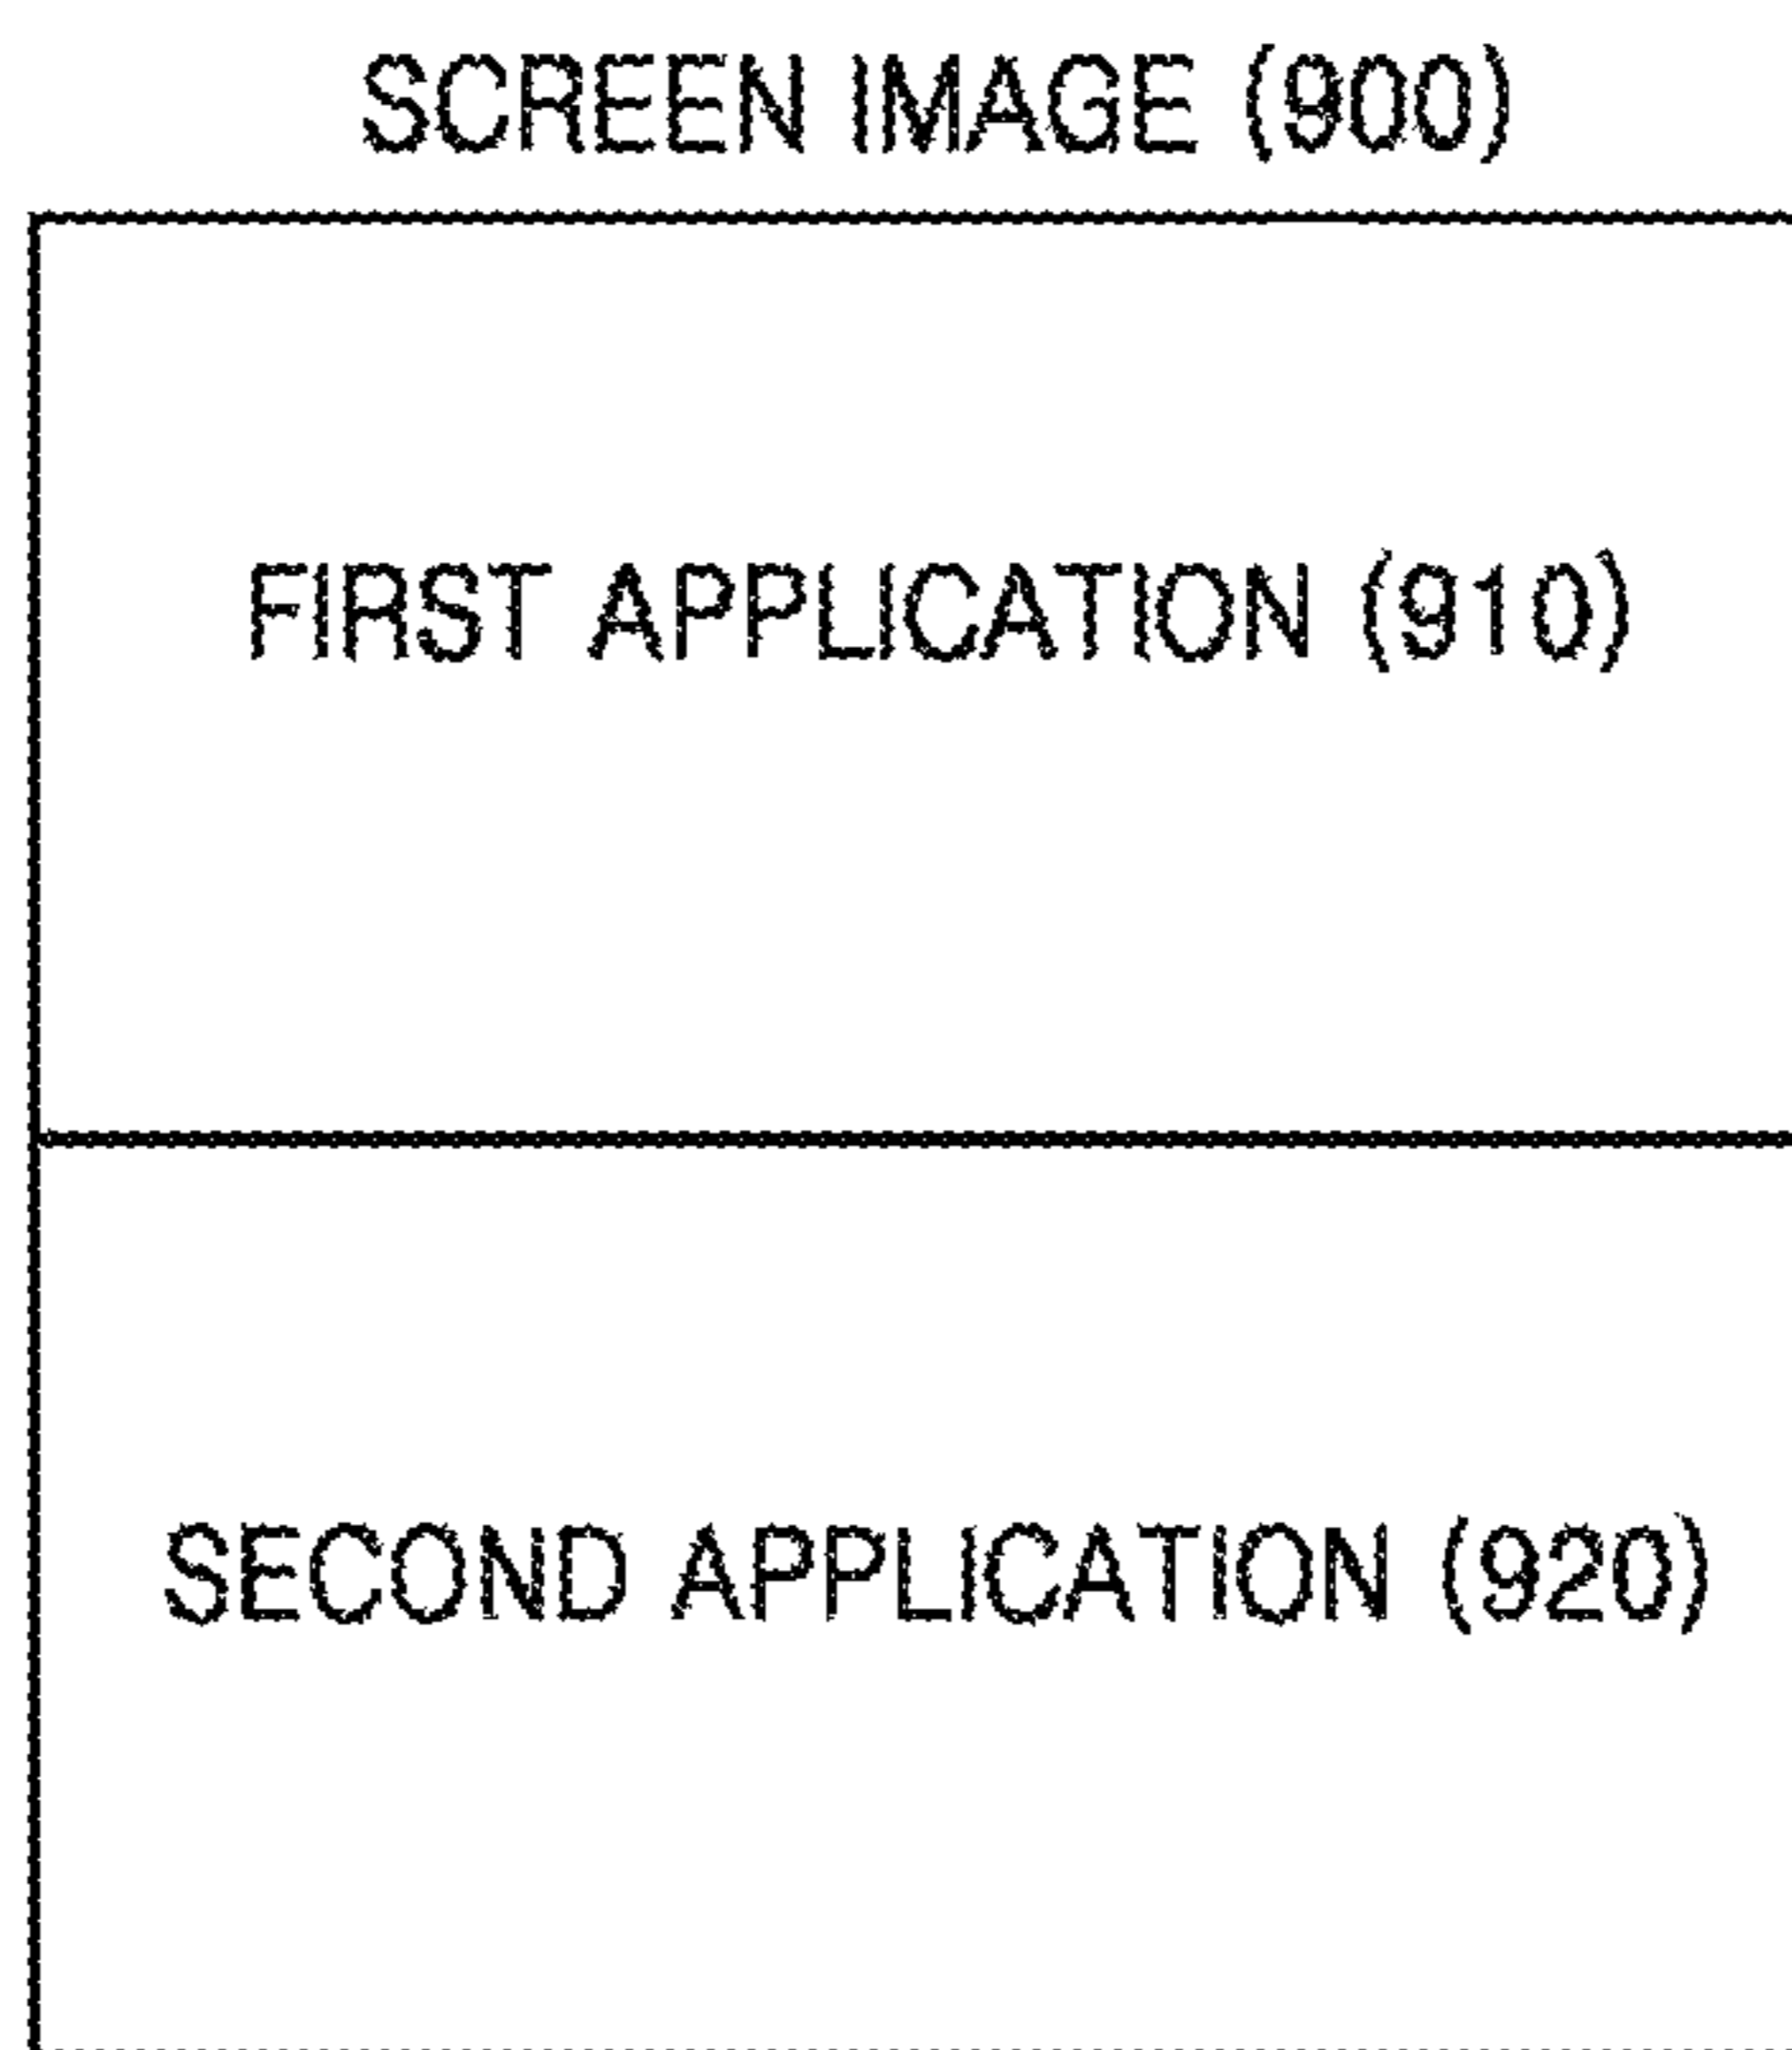 SCREEN IMAGE (900)
FIRST APPLICATION (910)
SECOND APPLICATION (920)